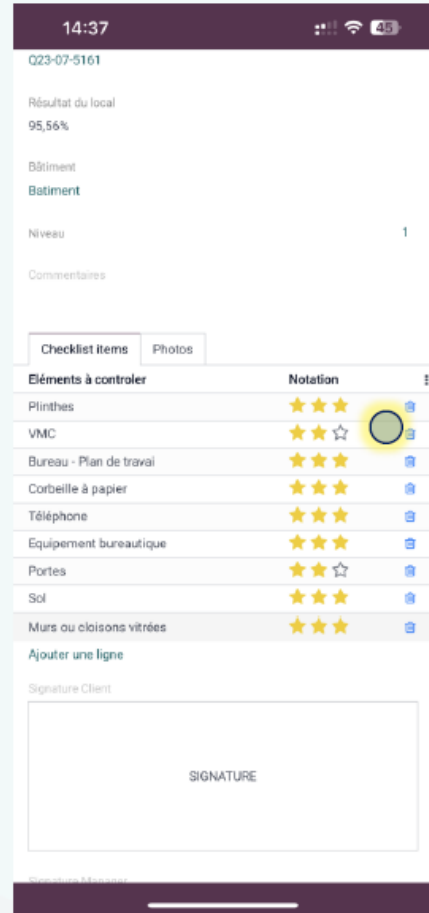 14:37
45
Q23-07-5161
Résultat du local
95,56%
Bâtiment
Batiment
Niveau 1
Commentaires
Checklist items Photos
Eléments à controler Notation
Plinthes
VMC
Bureau - Plan de travai
Corbeille à papier
Téléphone
Equipement bureautique
Portes
Sol
Murs ou cloisons vitrées
Ajouter une ligne
Signature Client
SIGNATURE
Signature Manager